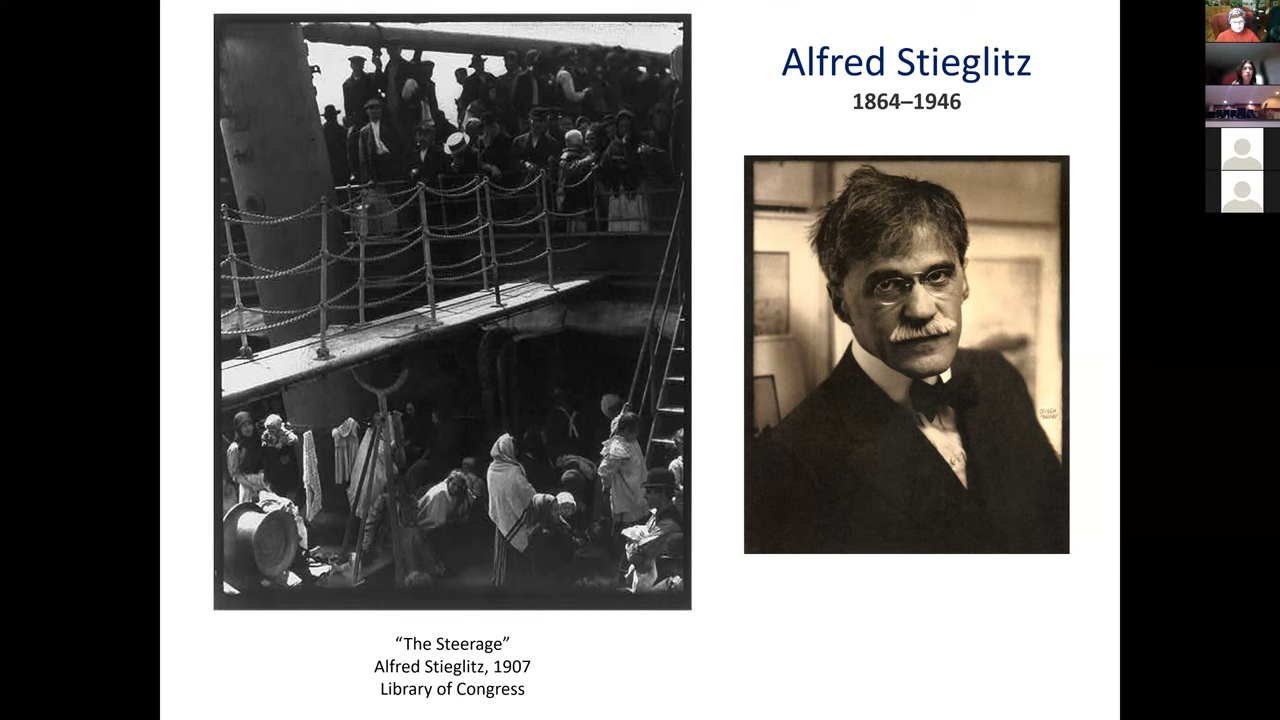 Alfred Stieglitz
1864–1946
“The Steerage”
Alfred Stieglitz, 1907
Library of Congress